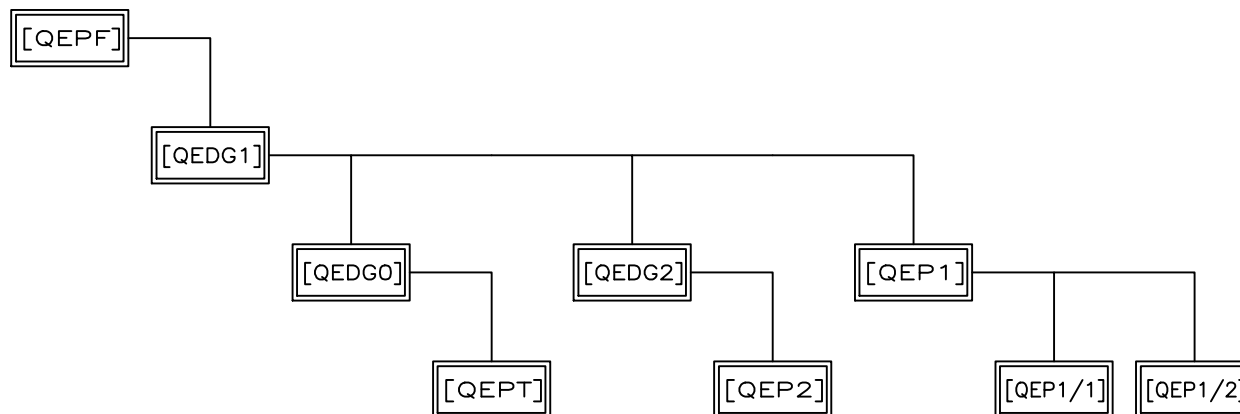 [QEPF]
[QEDG1]
[QEDG0]
[QEDG2]
[QEP1]
[QEPT]
[QEP2]
[QEP1/1]
[QEP1/2]